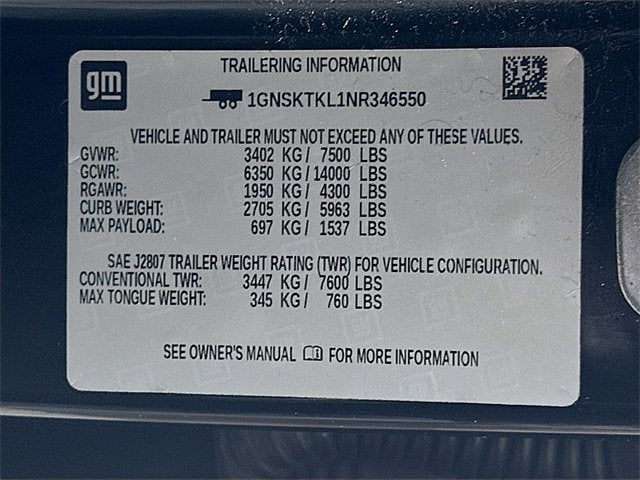 gm
TRAILERING INFORMATION
1GNSKTKL1NR346550
VEHICLE AND TRAILER MUST NOT EXCEED ANY OF THESE VALUES.
GVWR: 3402 KG / 7500 LBS
GCWR: 6350 KG / 14000 LBS
RGAWR: 1950 KG / 4300 LBS
CURB WEIGHT: 2705 KG / 5963 LBS
MAX PAYLOAD: 697 KG / 1537 LBS
SAE J2807 TRAILER WEIGHT RATING (TWR) FOR VEHICLE CONFIGURATION.
CONVENTIONAL TWR: 3447 KG / 7600 LBS
MAX TONGUE WEIGHT: 345 KG / 760 LBS
SEE OWNER'S MANUAL FOR MORE INFORMATION